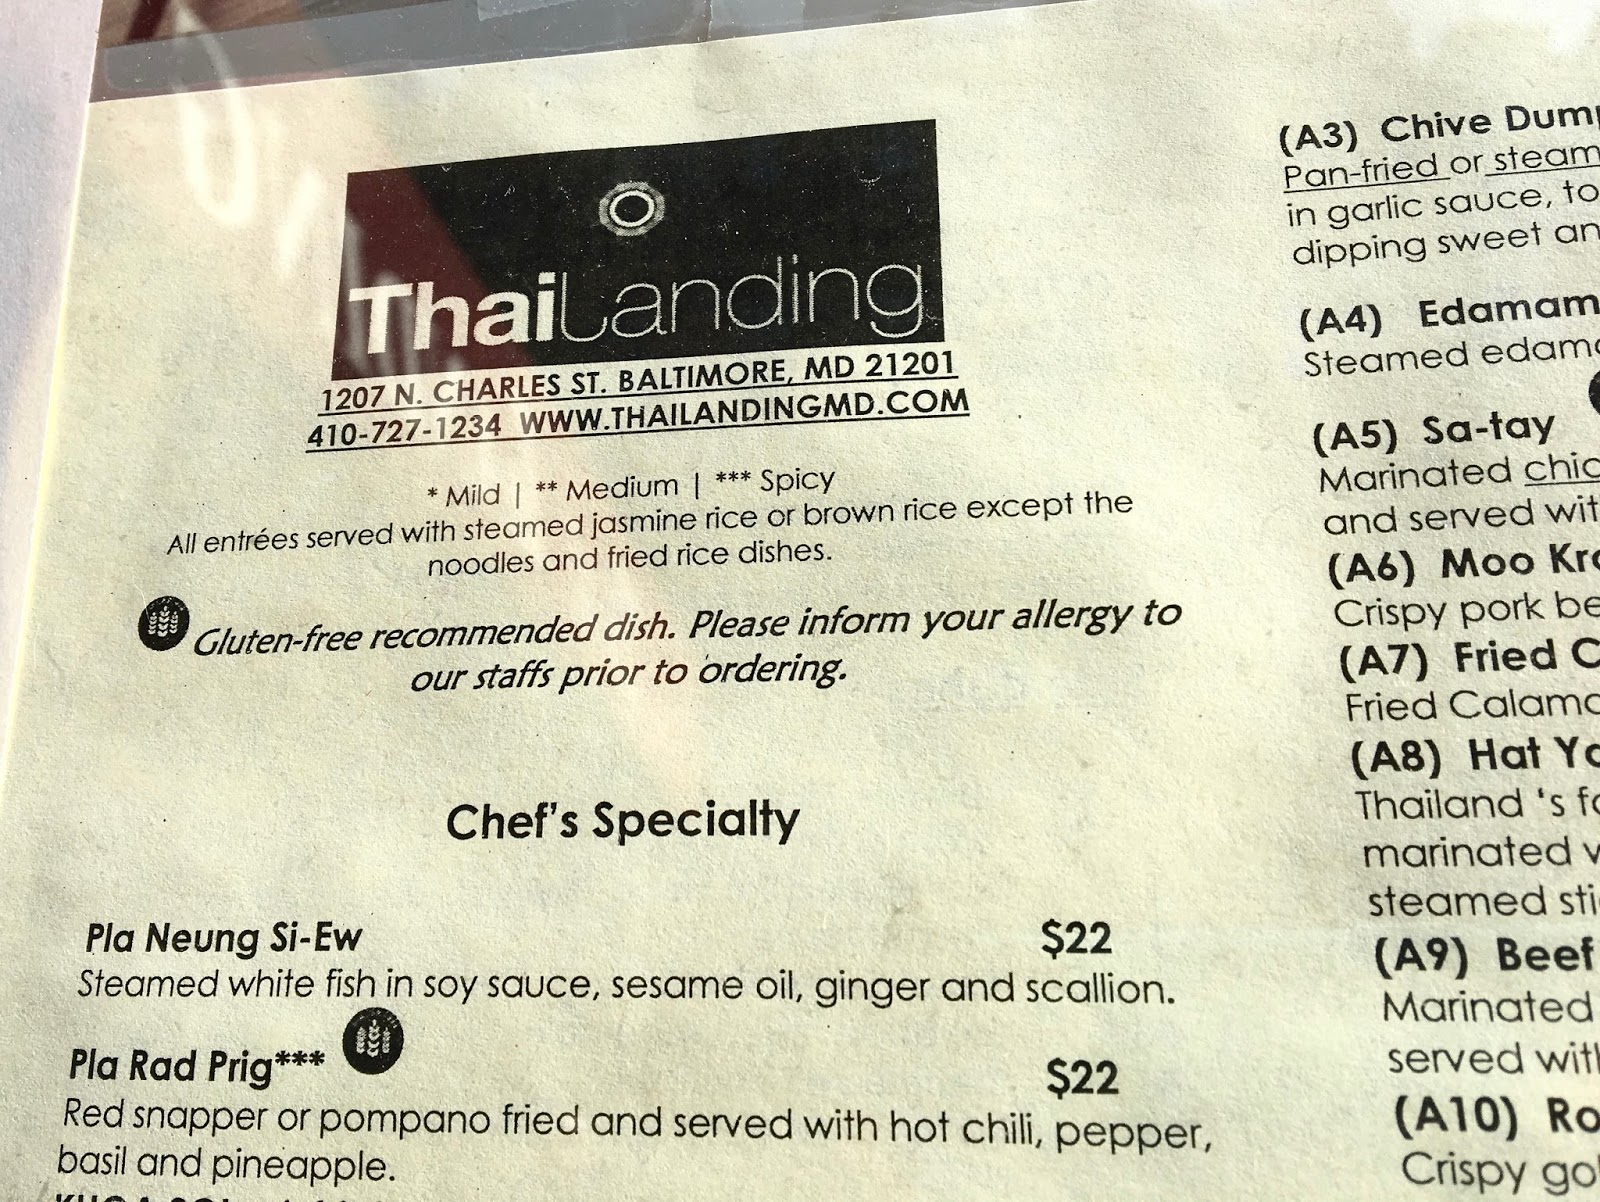 ThaiLanding
1207 N. CHARLES ST. BALTIMORE, MD 21201
410-727-1234 WWW.THAILANDINGMD.COM
* Mild | ** Medium | *** Spicy
All entrées served with steamed jasmine rice or brown rice except the
noodles and fried rice dishes.
Gluten-free recommended dish. Please inform your allergy to
our staffs prior to ordering.
Chef's Specialty
Pla Neung Si-Ew $22
Steamed white fish in soy sauce, sesame oil, ginger and scallion.
Pla Rad Prig*** $22
Red snapper or pompano fried and served with hot chili, pepper,
basil and pineapple.
(A3) Chive
Pan-fried or
in garlic sauce,
dipping sweet
(A4)
Steamed
(A5) Sa-tay
Marinated
and served
(A6) Moo
Crispy pork
(A7) Fried
Fried
(A8) Hat
Thailand 's
marinated
steamed
(A9) Beef
Marinated
served
(A10)
Crispy